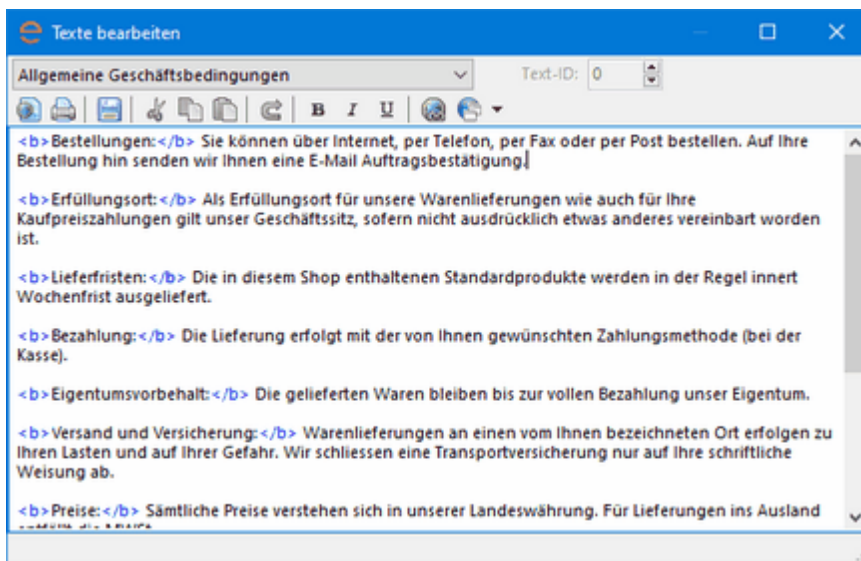 Texte bearbeiten
Allgemeine Geschäftsbedingungen Text-ID: 0
B I U
<b>Bestellungen:</b> Sie können über Internet, per Telefon, per Fax oder per Post bestellen. Auf Ihre
Bestellung hin senden wir Ihnen eine E-Mail Auftragsbestätigung.
<b>Erfüllungsort:</b> Als Erfüllungsort für unsere Warenlieferungen wie auch für Ihre
Kaufpreiszahlungen gilt unser Geschäftssitz, sofern nicht ausdrücklich etwas anderes vereinbart worden
ist.
<b>Lieferfristen:</b> Die in diesem Shop enthaltenen Standardprodukte werden in der Regel innert
Wochenfrist ausgeliefert.
<b>Bezahlung:</b> Die Lieferung erfolgt mit der von Ihnen gewünschten Zahlungsmethode (bei der
Kasse).
<b>Eigentumsvorbehalt:</b> Die gelieferten Waren bleiben bis zur vollen Bezahlung unser Eigentum.
<b>Versand und Versicherung:</b> Warenlieferungen an einen vom Ihnen bezeichneten Ort erfolgen zu
Ihren Lasten und auf Ihrer Gefahr. Wir schliessen eine Transportversicherung nur auf Ihre schriftliche
Weisung ab.
<b>Preise:</b> Sämtliche Preise verstehen sich in unserer Landeswährung. Für Lieferungen ins Ausland
entfällt die MWSt.